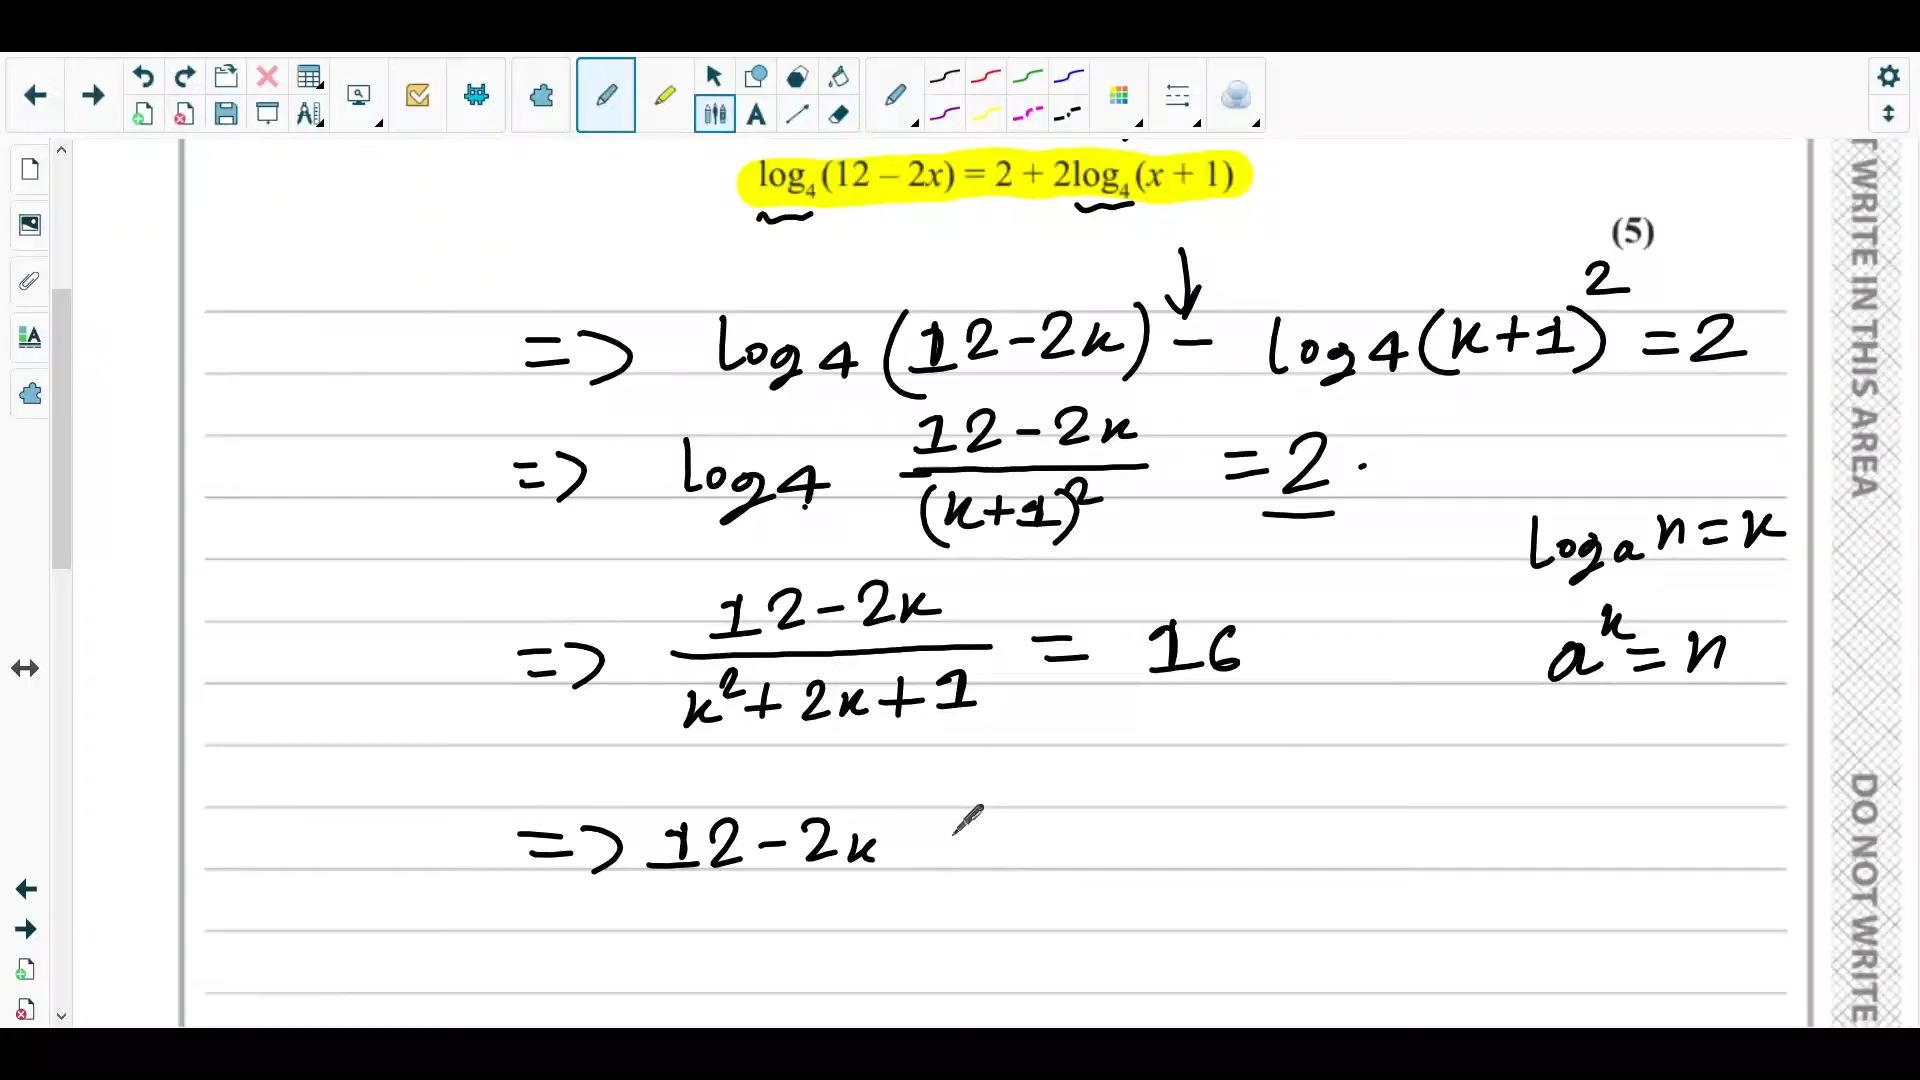 log₄(12 – 2x) = 2 + 2log₄(x + 1)
(5)
=> log₄(12-2x) - log₄(x+1)² = 2
=> log₄ (12-2x)/(x+1)² = 2.
logₐ n = x
=> (12-2x)/(x²+2x+1) = 16
aˣ = n
=> 12-2x
T WRITE IN THIS AREA
DO NOT WRITE